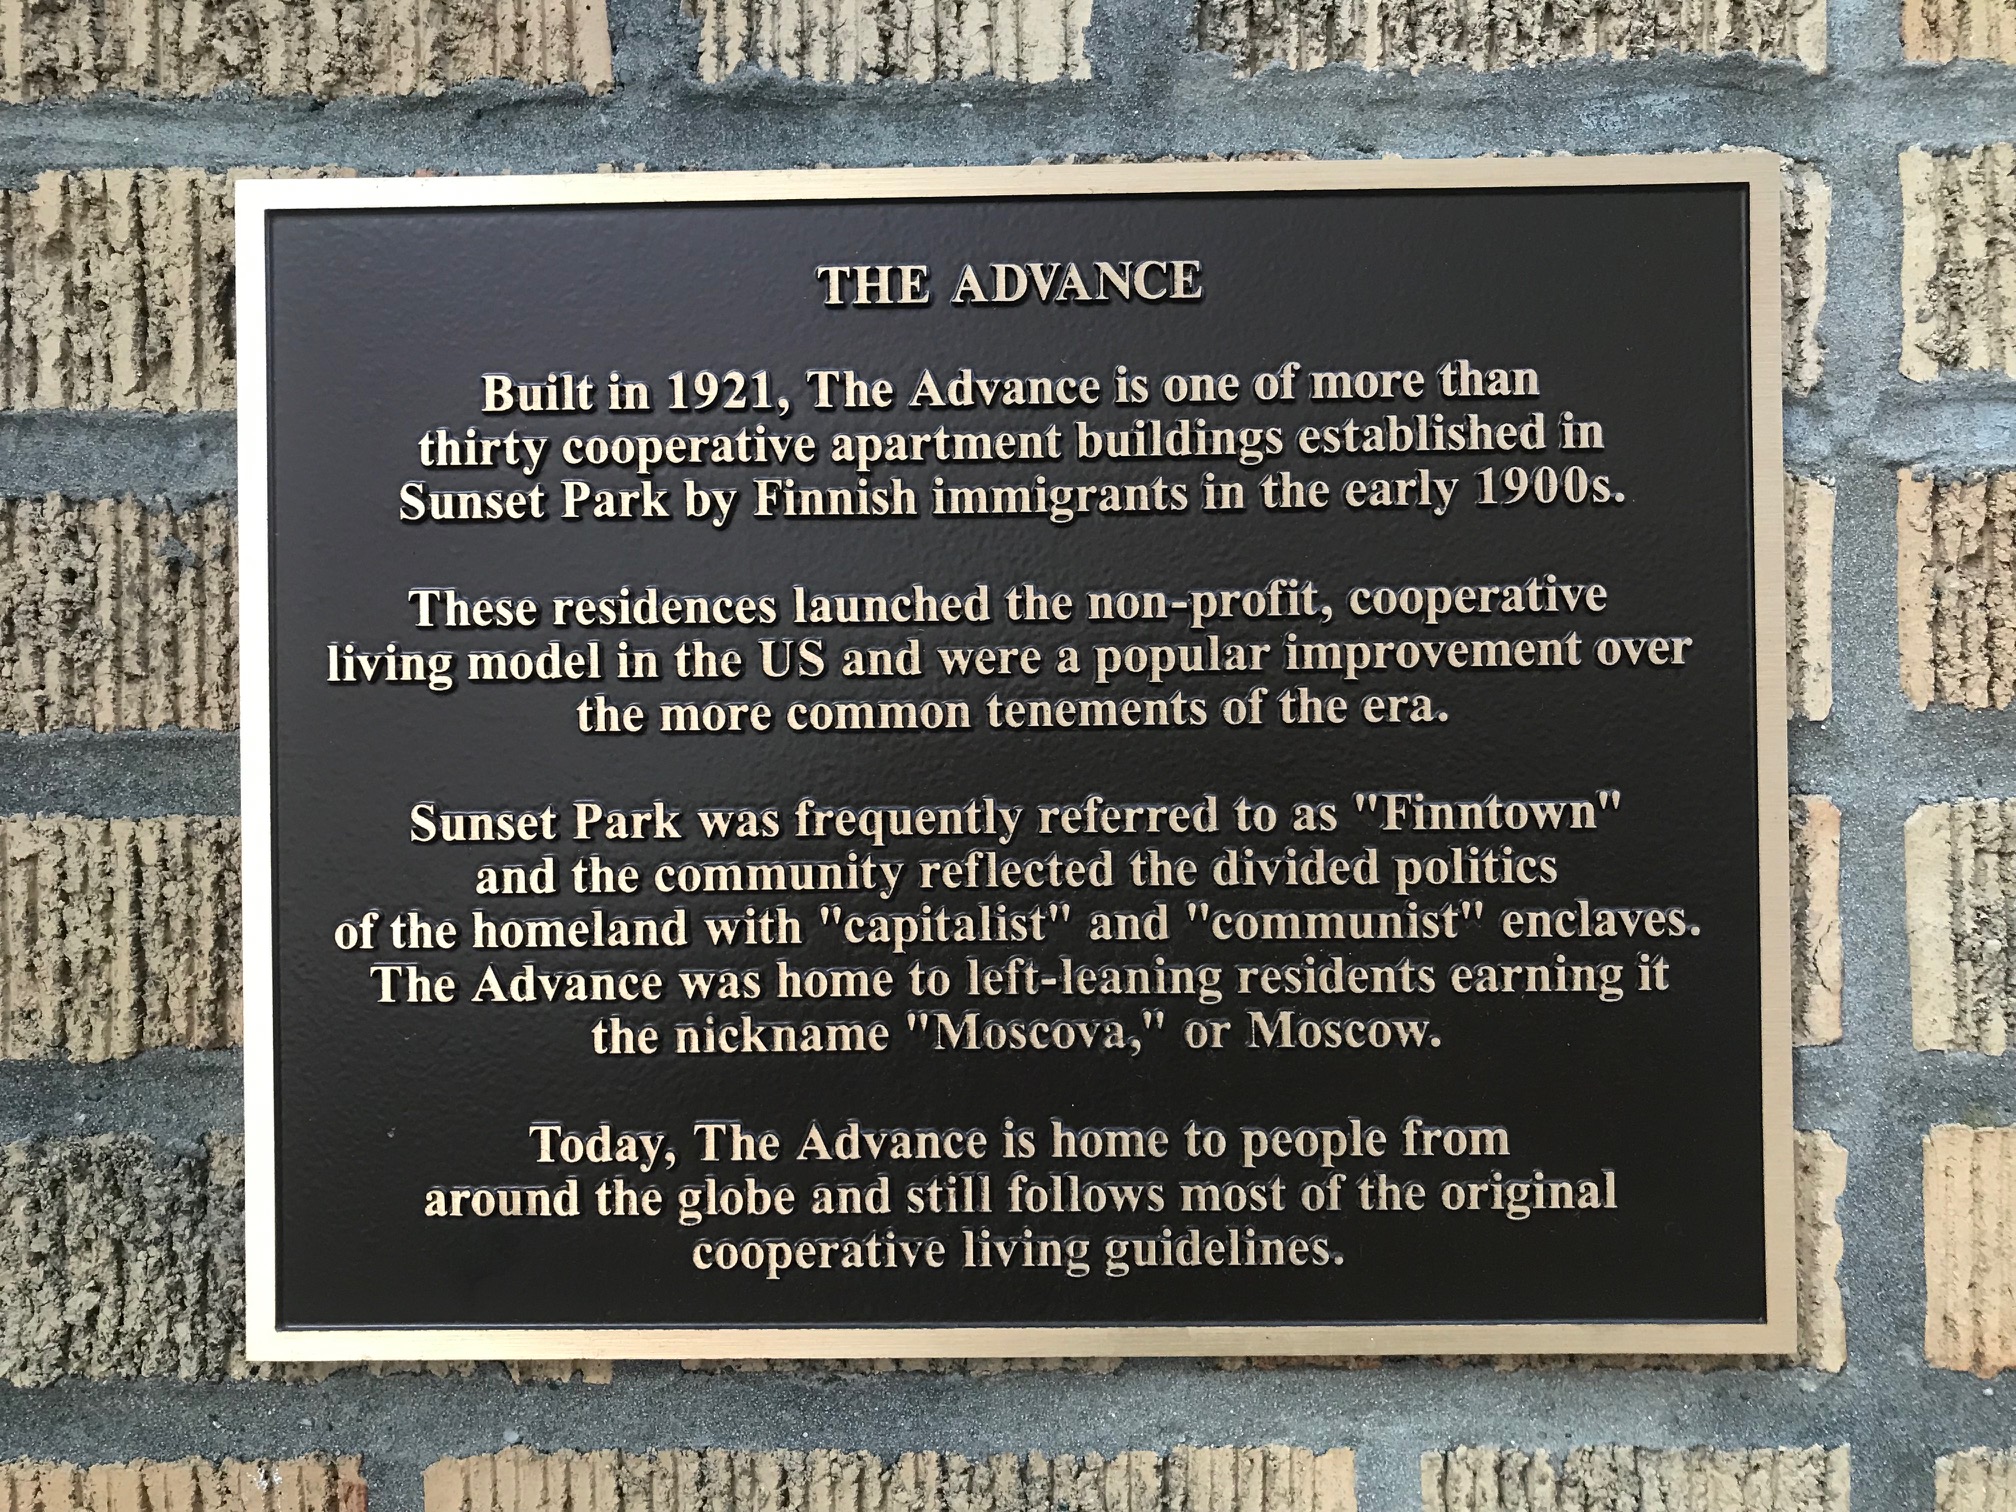 THE ADVANCE
Built in 1921, The Advance is one of more than
thirty cooperative apartment buildings established in
Sunset Park by Finnish immigrants in the early 1900s.
These residences launched the non-profit, cooperative
living model in the US and were a popular improvement over
the more common tenements of the era.
Sunset Park was frequently referred to as "Finntown"
and the community reflected the divided politics
of the homeland with "capitalist" and "communist" enclaves.
The Advance was home to left-leaning residents earning it
the nickname "Moscova," or Moscow.
Today, The Advance is home to people from
around the globe and still follows most of the original
cooperative living guidelines.